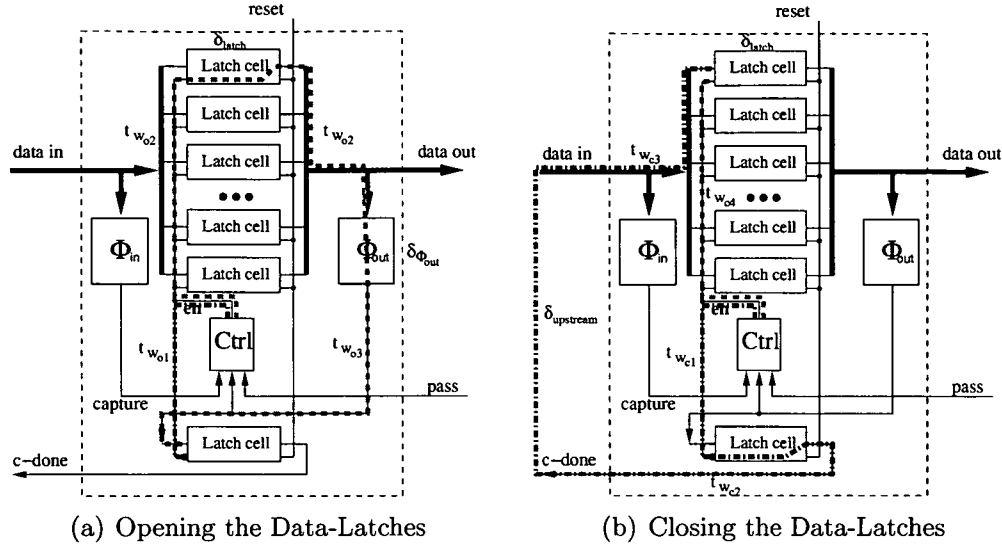 reset
δlatch
Latch cell
Latch cell
t wo2
t wo2
data in
Latch cell
data out
Latch cell
Φin
Φout
δΦout
Latch cell
en
Ctrl
t wo1
t wo3
capture
pass
Latch cell
c-done
(a) Opening the Data-Latches
reset
δlatch
Latch cell
Latch cell
data in
t wc3
Latch cell
data out
t wo4
Latch cell
Φin
Φout
Latch cell
δupstream
en
Ctrl
t wc1
capture
pass
Latch cell
c-done
t wc2
(b) Closing the Data-Latches